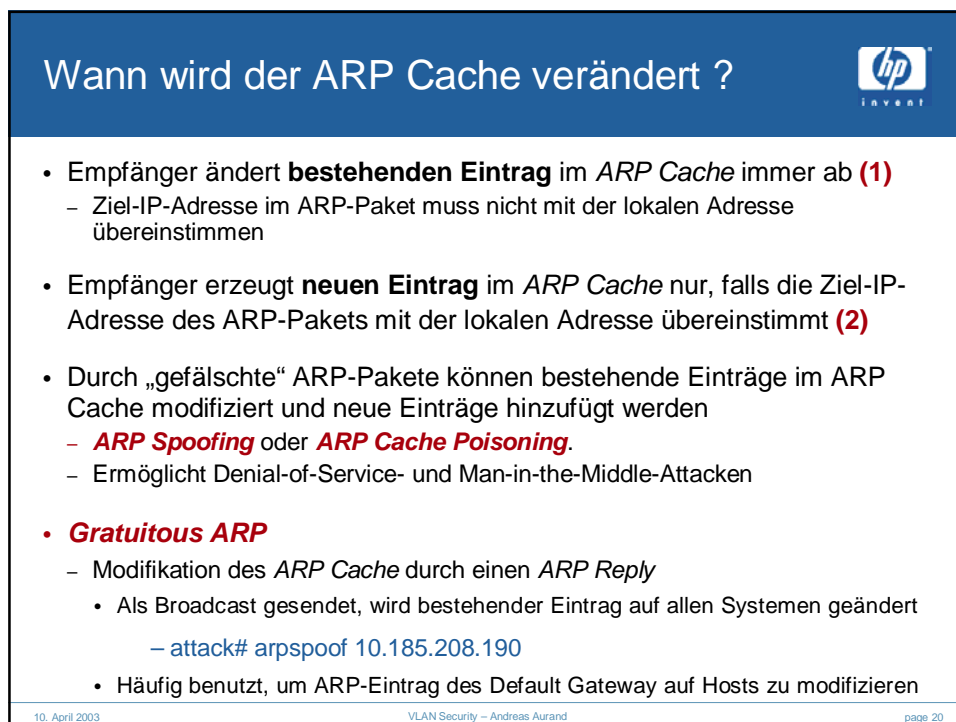 Wann wird der ARP Cache verändert ?
hp
invent
• Empfänger ändert bestehenden Eintrag im ARP Cache immer ab (1)
– Ziel-IP-Adresse im ARP-Paket muss nicht mit der lokalen Adresse
übereinstimmen
• Empfänger erzeugt neuen Eintrag im ARP Cache nur, falls die Ziel-IP-
Adresse des ARP-Pakets mit der lokalen Adresse übereinstimmt (2)
• Durch „gefälschte“ ARP-Pakete können bestehende Einträge im ARP
Cache modifiziert und neue Einträge hinzufügt werden
– ARP Spoofing oder ARP Cache Poisoning.
– Ermöglicht Denial-of-Service- und Man-in-the-Middle-Attacken
• Gratuitous ARP
– Modifikation des ARP Cache durch einen ARP Reply
• Als Broadcast gesendet, wird bestehender Eintrag auf allen Systemen geändert
– attack# arpspoof 10.185.208.190
• Häufig benutzt, um ARP-Eintrag des Default Gateway auf Hosts zu modifizieren
10. April 2003
VLAN Security – Andreas Aurand
page 20